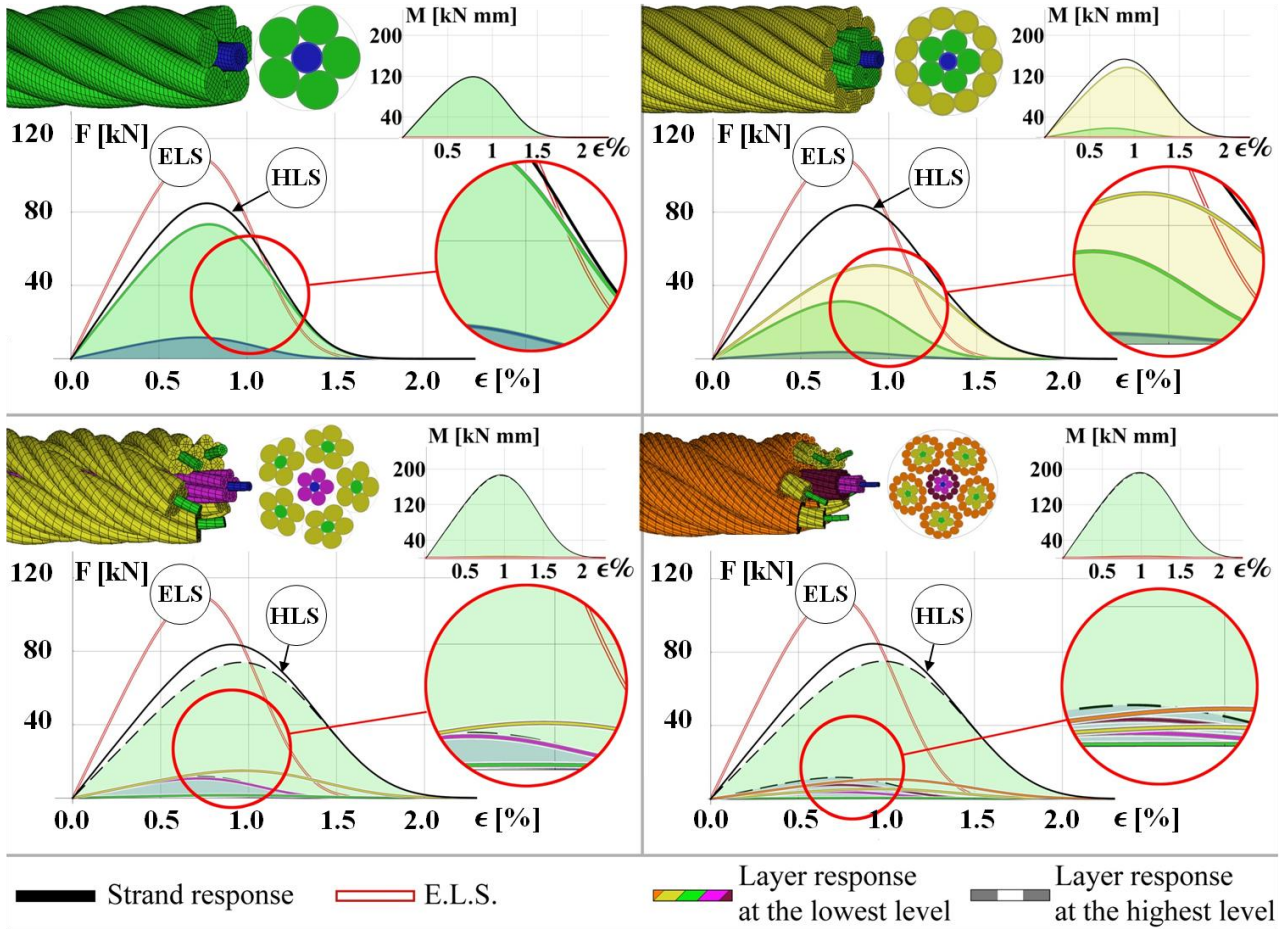 M [kN mm]
200
120
40
0.5 1 1.5 2 ϵ%
120 F [kN]
ELS
HLS
80
40
0.0 0.5 1.0 1.5 2.0 ϵ [%]
M [kN mm]
200
120
40
0.5 1 1.5 2 ϵ%
120 F [kN]
ELS
HLS
80
40
0.0 0.5 1.0 1.5 2.0 ϵ [%]
M [kN mm]
200
120
40
0.5 1 1.5 2 ϵ%
120 F [kN]
ELS
HLS
80
40
0.0 0.5 1.0 1.5 2.0 ϵ [%]
M [kN mm]
200
120
40
0.5 1 1.5 2 ϵ%
120 F [kN]
ELS
HLS
80
40
0.0 0.5 1.0 1.5 2.0 ϵ [%]
Strand response
E.L.S.
Layer response
at the lowest level
Layer response
at the highest level